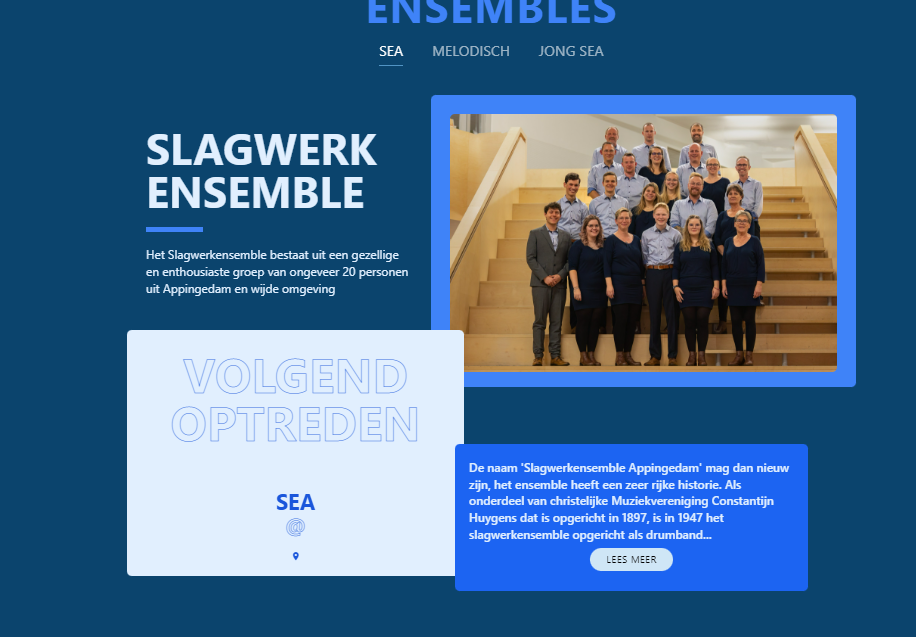 ENSEMBLES
SEA MELODISCH JONG SEA
SLAGWERK
ENSEMBLE
Het Slagwerkensemble bestaat uit een gezellige
en enthousiaste groep van ongeveer 20 personen
uit Appingedam en wijde omgeving
VOLGEND
OPTREDEN
SEA
@
De naam 'Slagwerkensemble Appingedam' mag dan nieuw
zijn, het ensemble heeft een zeer rijke historie. Als
onderdeel van christelijke Muziekvereniging Constantijn
Huygens dat is opgericht in 1897, is in 1947 het
slagwerkensemble opgericht als drumband...
LEES MEER